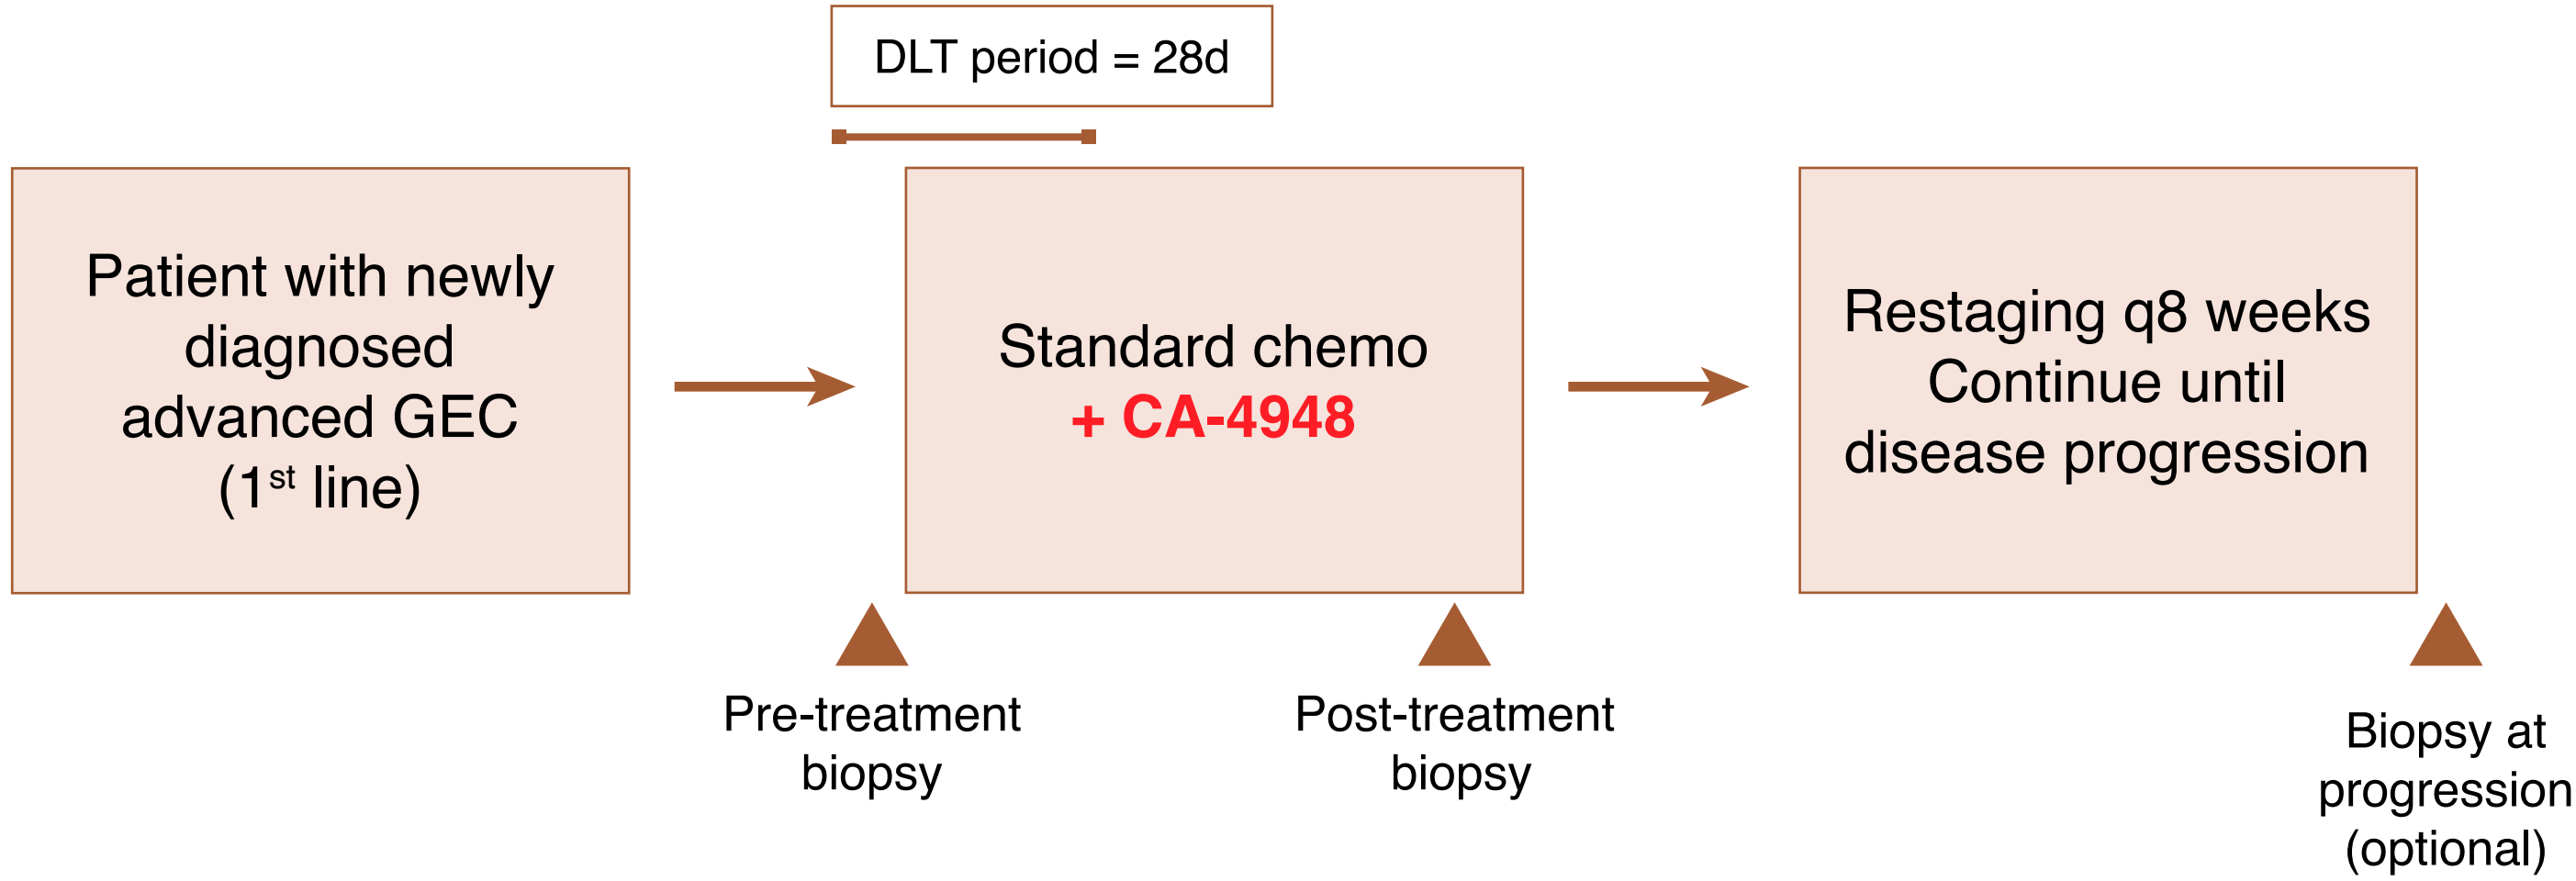 DLT period = 28d
Patient with newly
diagnosed
advanced GEC
(1st line)
Standard chemo
+ CA-4948
Restaging q8 weeks
Continue until
disease progression
Pre-treatment
biopsy
Post-treatment
biopsy
Biopsy at
progression
(optional)